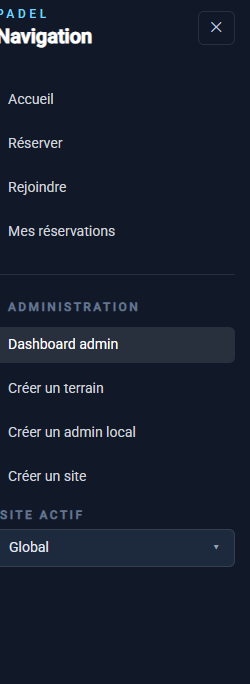 PADEL
Navigation
Accueil
Réserver
Rejoindre
Mes réservations
ADMINISTRATION
Dashboard admin
Créer un terrain
Créer un admin local
Créer un site
SITE ACTIF
Global